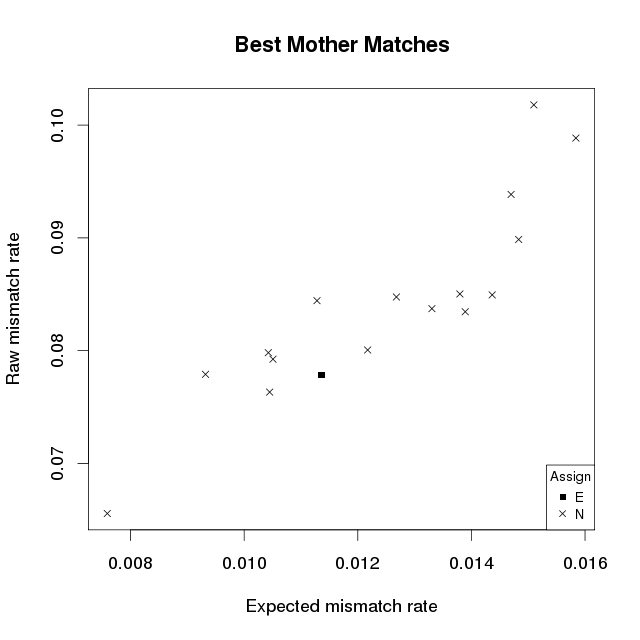 Best Mother Matches
Raw mismatch rate
0.10
0.09
0.08
0.07
0.008 0.010 0.012 0.014 0.016
Expected mismatch rate
Assign
E
N